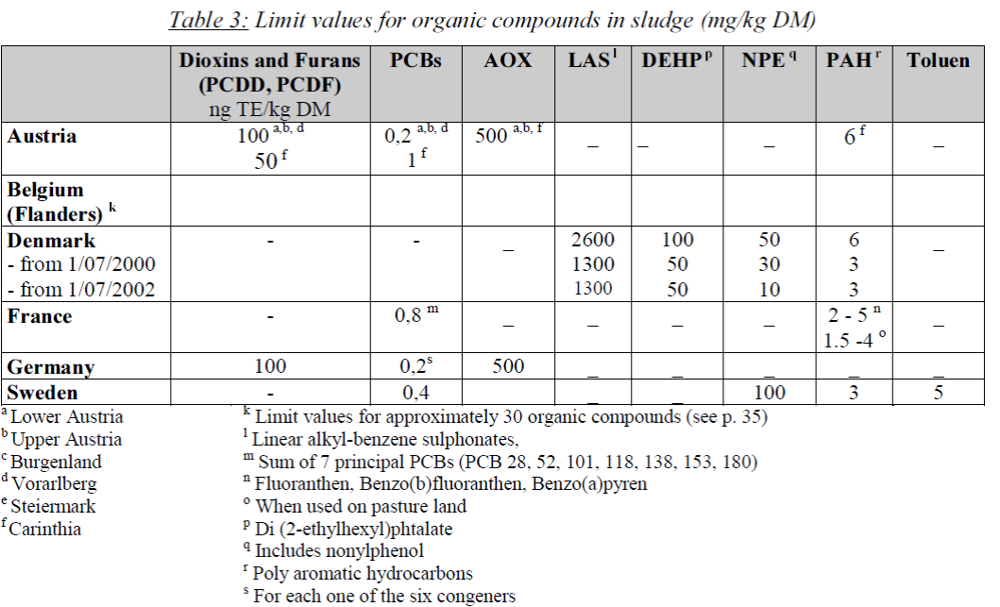 Table 3: Limit values for organic compounds in sludge (mg/kg DM)
Dioxins and Furans (PCDD, PCDF) ng TE/kg DM | PCBs | AOX | LAS l | DEHP p | NPE q | PAH r | Toluen
Austria | 100 a,b, d | 0,2 a,b, d | 500 a,b, f | _ | _ | _ | 6 f | _
50 f | 1 f
Belgium
(Flanders) k
Denmark | - | - | _ | 2600 | 100 | 50 | 6 | _
- from 1/07/2000 | 1300 | 50 | 30 | 3
- from 1/07/2002 | 1300 | 50 | 10 | 3
France | - | 0,8 m | _ | _ | _ | _ | 2 - 5 n | _
1.5 -4 o
Germany | 100 | 0,2 s | 500 | _ | _ | _ | _ | _
Sweden | - | 0,4 | | _ | _ | 100 | 3 | 5
a Lower Austria
b Upper Austria
c Burgenland
d Vorarlberg
e Steiermark
f Carinthia
k Limit values for approximately 30 organic compounds (see p. 35)
l Linear alkyl-benzene sulphonates,
m Sum of 7 principal PCBs (PCB 28, 52, 101, 118, 138, 153, 180)
n Fluoranthen, Benzo(b)fluoranthen, Benzo(a)pyren
o When used on pasture land
p Di (2-ethylhexyl)phtalate
q Includes nonylphenol
r Poly aromatic hydrocarbons
s For each one of the six congeners